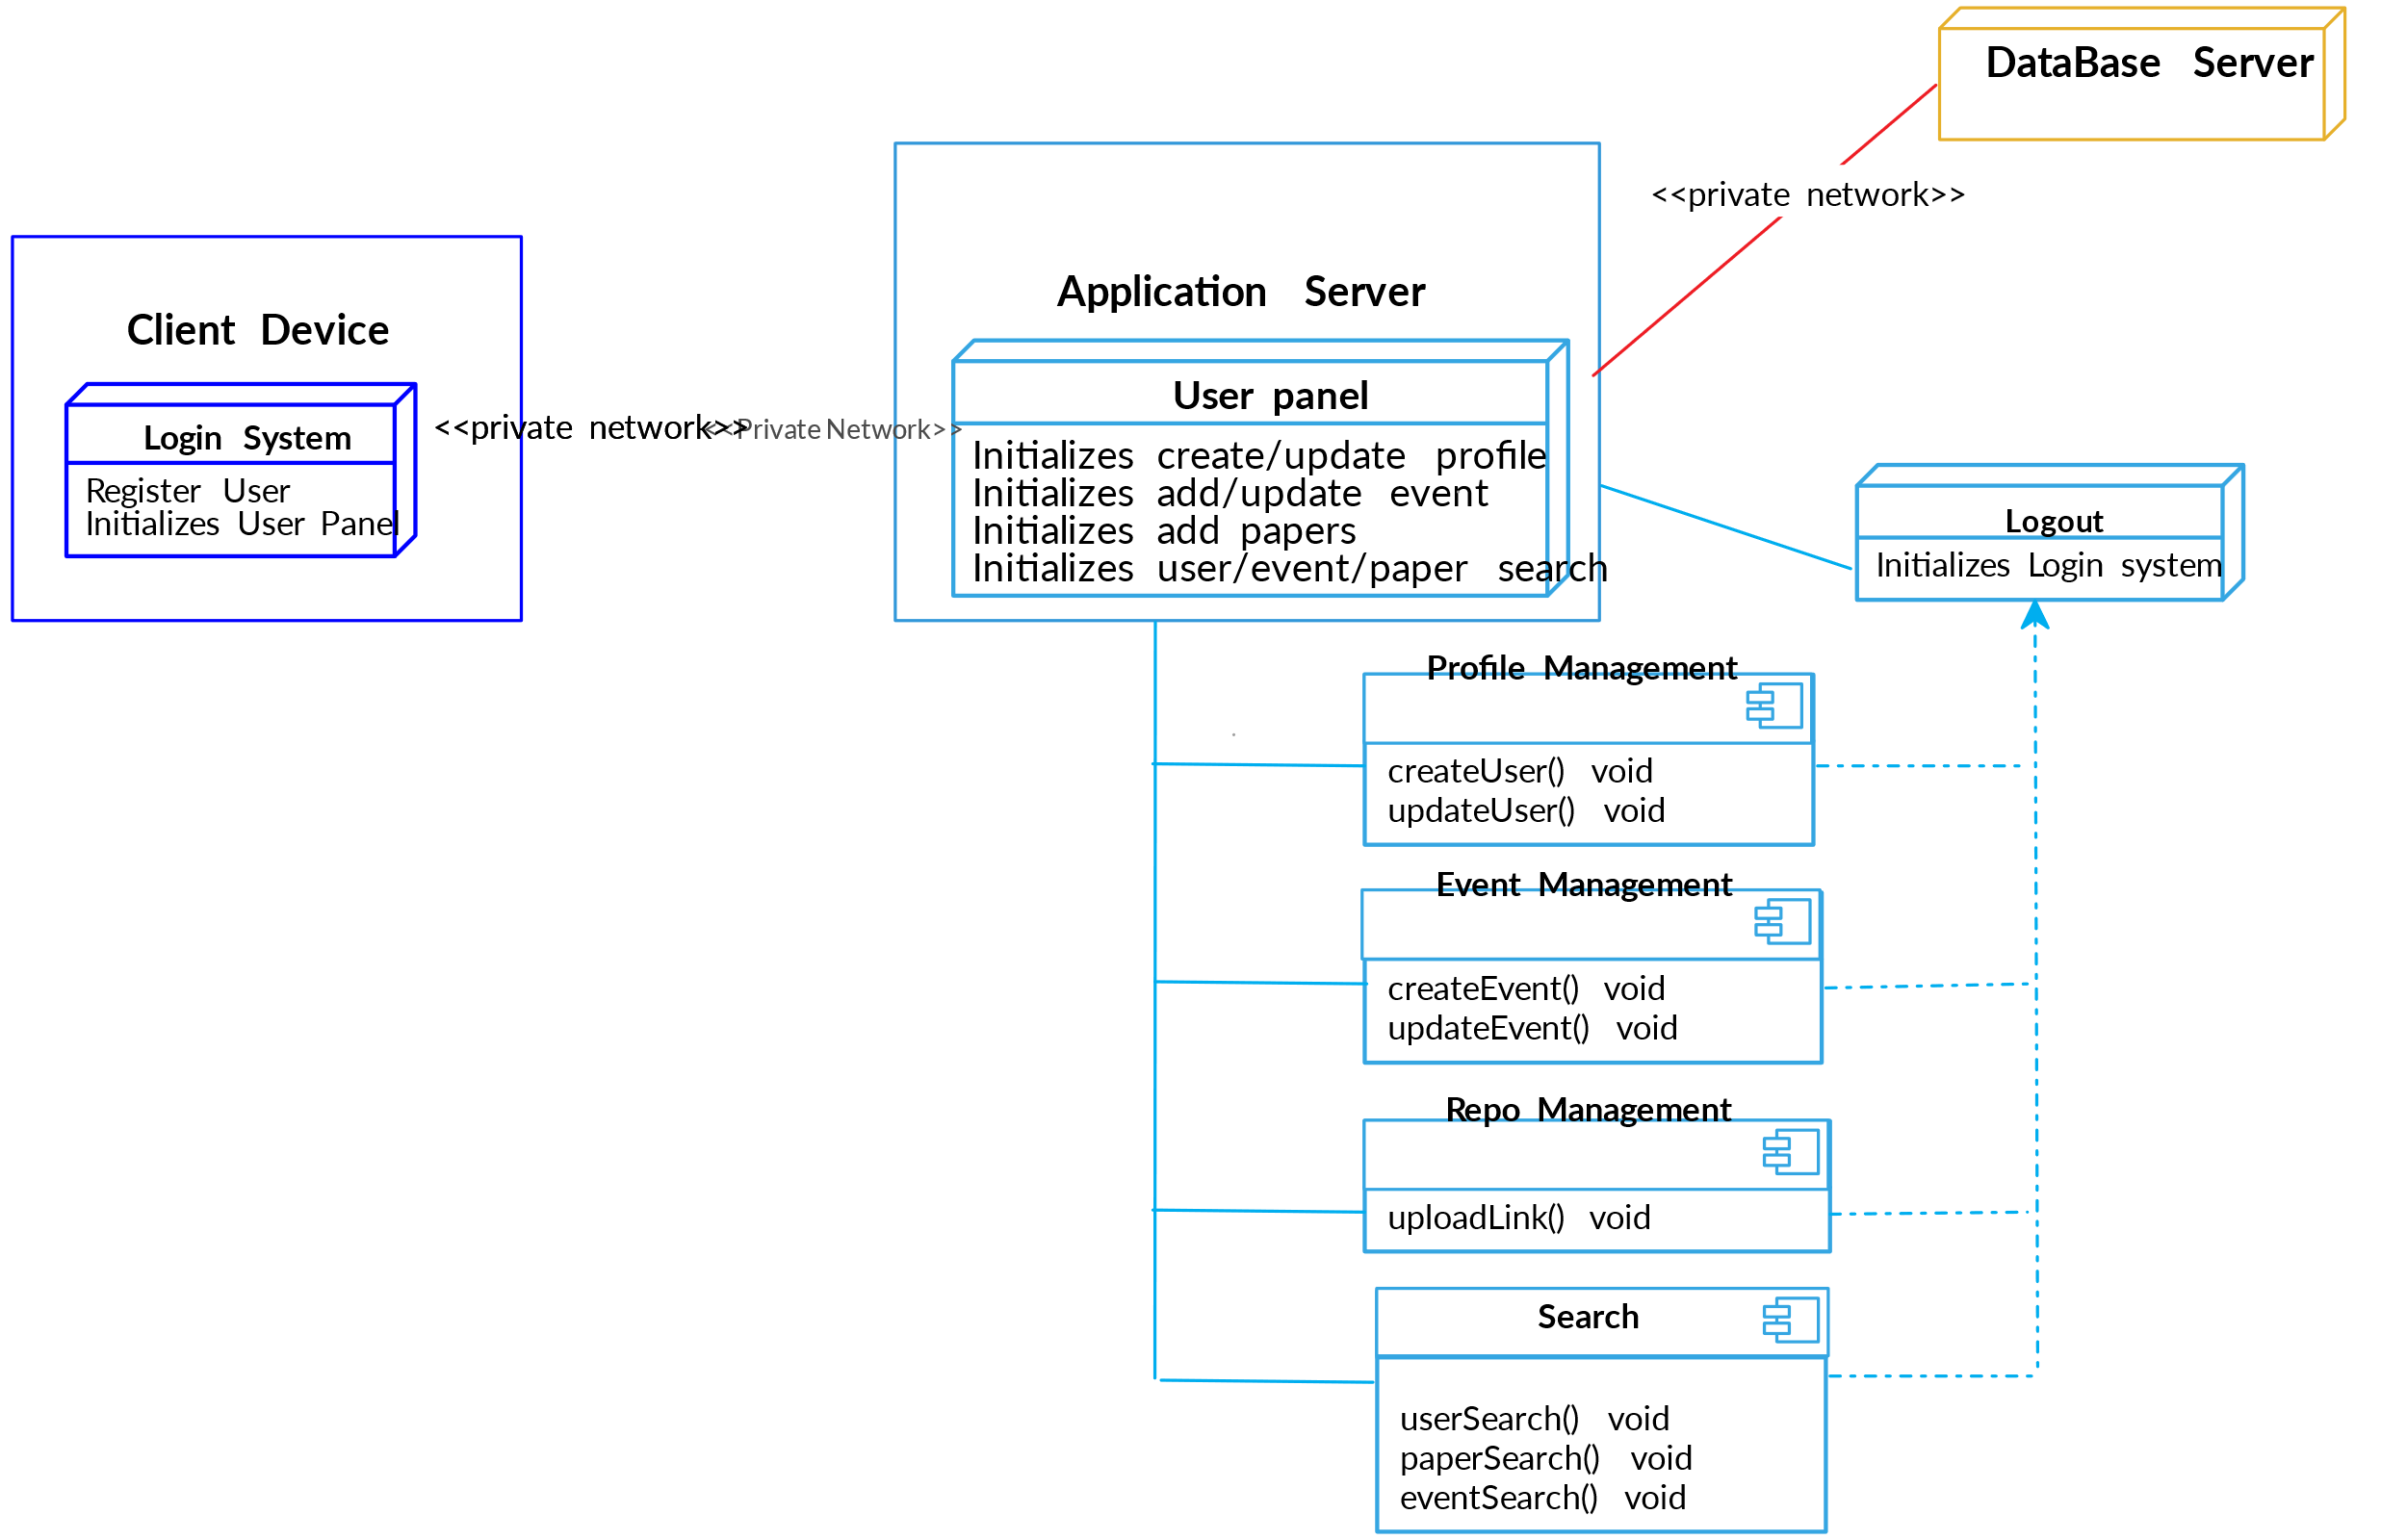 DataBase Server
<<private network>>
Application Server
Client Device
User panel
Login System
<<private network>>
<<Private Network>>
Initializes create/update profile
Initializes add/update event
Initializes add papers
Initializes user/event/paper search
Register User
Initializes User Panel
Logout
Initializes Login system
Profile Management
createUser() void
updateUser() void
Event Management
createEvent() void
updateEvent() void
Repo Management
uploadLink() void
Search
userSearch() void
paperSearch() void
eventSearch() void